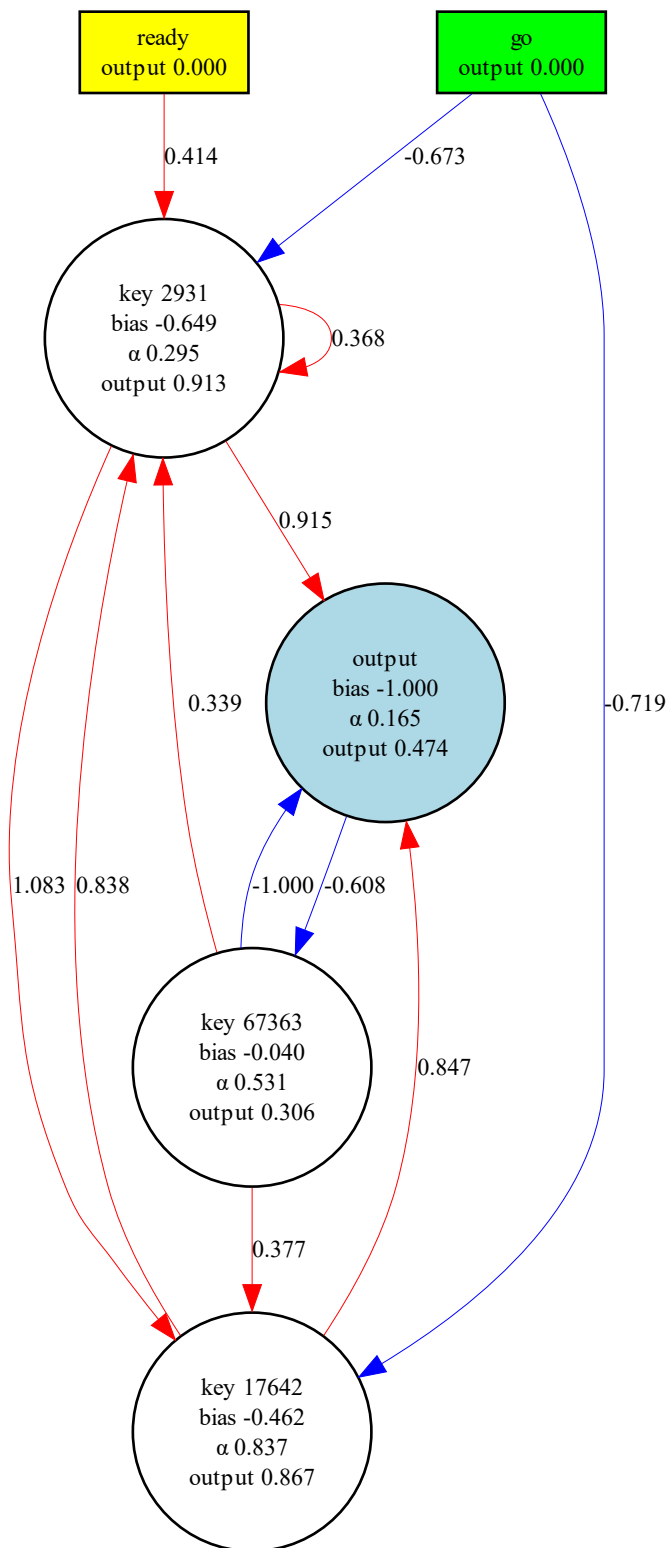 ready
output 0.000
go
output 0.000
0.414
-0.673
key 2931
bias -0.649
α 0.295
output 0.913
0.368
0.915
output
bias -1.000
α 0.165
output 0.474
0.339
-0.719
1.083
0.838
-1.000
-0.608
key 67363
bias -0.040
α 0.531
output 0.306
0.847
0.377
key 17642
bias -0.462
α 0.837
output 0.867